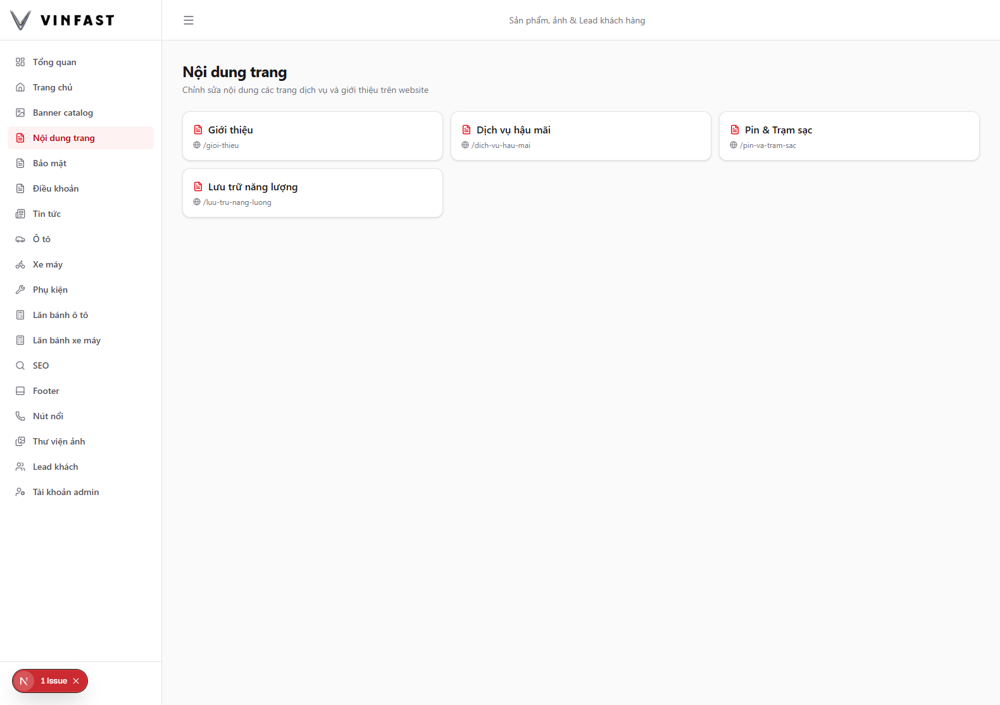 VINFAST
Sản phẩm, ảnh & Lead khách hàng
Tổng quan
Trang chủ
Banner catalog
Nội dung trang
Bảo mật
Điều khoản
Tin tức
Ô tô
Xe máy
Phụ kiện
Lăn bánh ô tô
Lăn bánh xe máy
SEO
Footer
Nút nổi
Thư viện ảnh
Lead khách
Tài khoản admin
N 1 Issue
Nội dung trang
Chỉnh sửa nội dung các trang dịch vụ và giới thiệu trên website
Giới thiệu
/gioi-thieu
Dịch vụ hậu mãi
/dich-vu-hau-mai
Pin & Trạm sạc
/pin-va-tram-sac
Lưu trữ năng lượng
/luu-tru-nang-luong